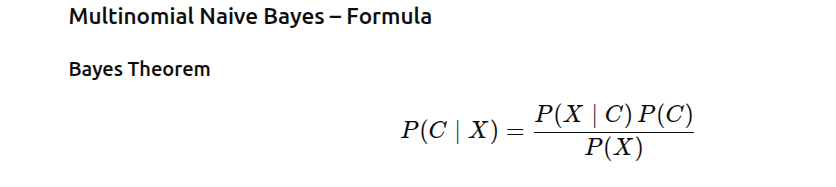 Multinomial Naive Bayes – Formula
Bayes Theorem
P(C | X) = P(X | C) P(C) / P(X)